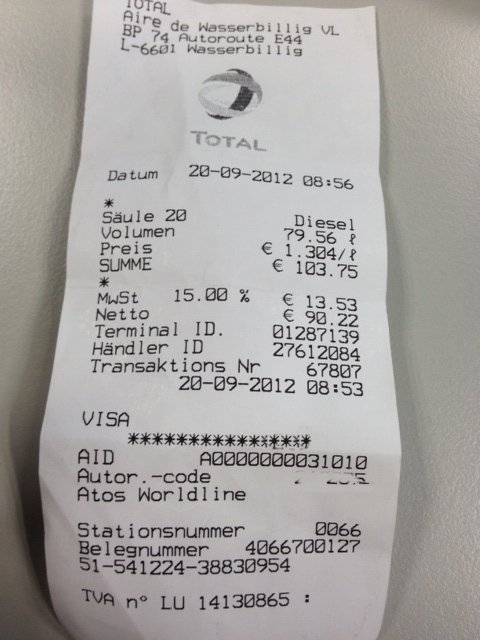 TOTAL
Aire de Wasserbillig VL
BP 74 Autoroute E44
L-6601 Wasserbillig
TOTAL
Datum 20-09-2012 08:56
*
Säule 20 Diesel
Volumen 79.56 ℓ
Preis € 1.304/ℓ
SUMME € 103.75
*
MwSt 15.00 % € 13.53
Netto € 90.22
Terminal ID. 01287139
Händler ID 27612084
Transaktions Nr 67807
20-09-2012 08:53
VISA
****************
AID A0000000031010
Autor.-code
Atos Worldline
Stationsnummer 0066
Belegnummer 4066700127
51-541224-38830954
TVA n° LU 14130865 :